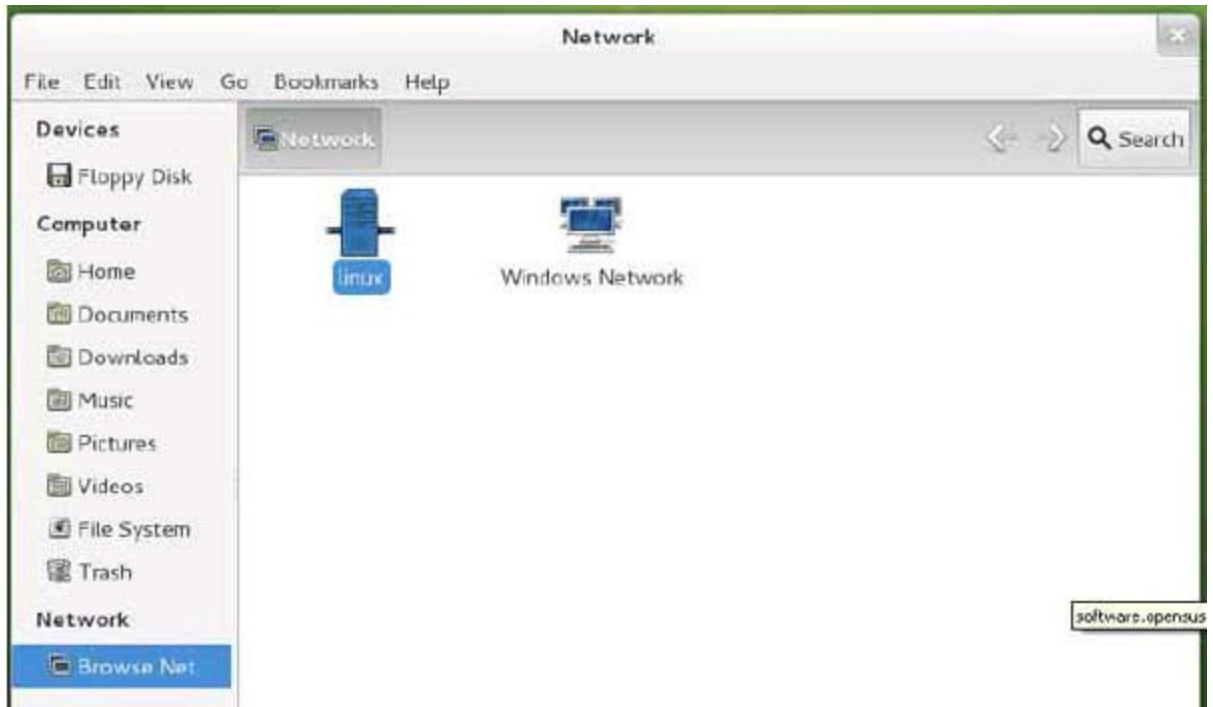 Network
File Edit View Go Bookmarks Help
Devices
Floppy Disk
Computer
Home
Documents
Downloads
Music
Pictures
Videos
File System
Trash
Network
Browse Net
Network
Search
linux
Windows Network
software.opensus